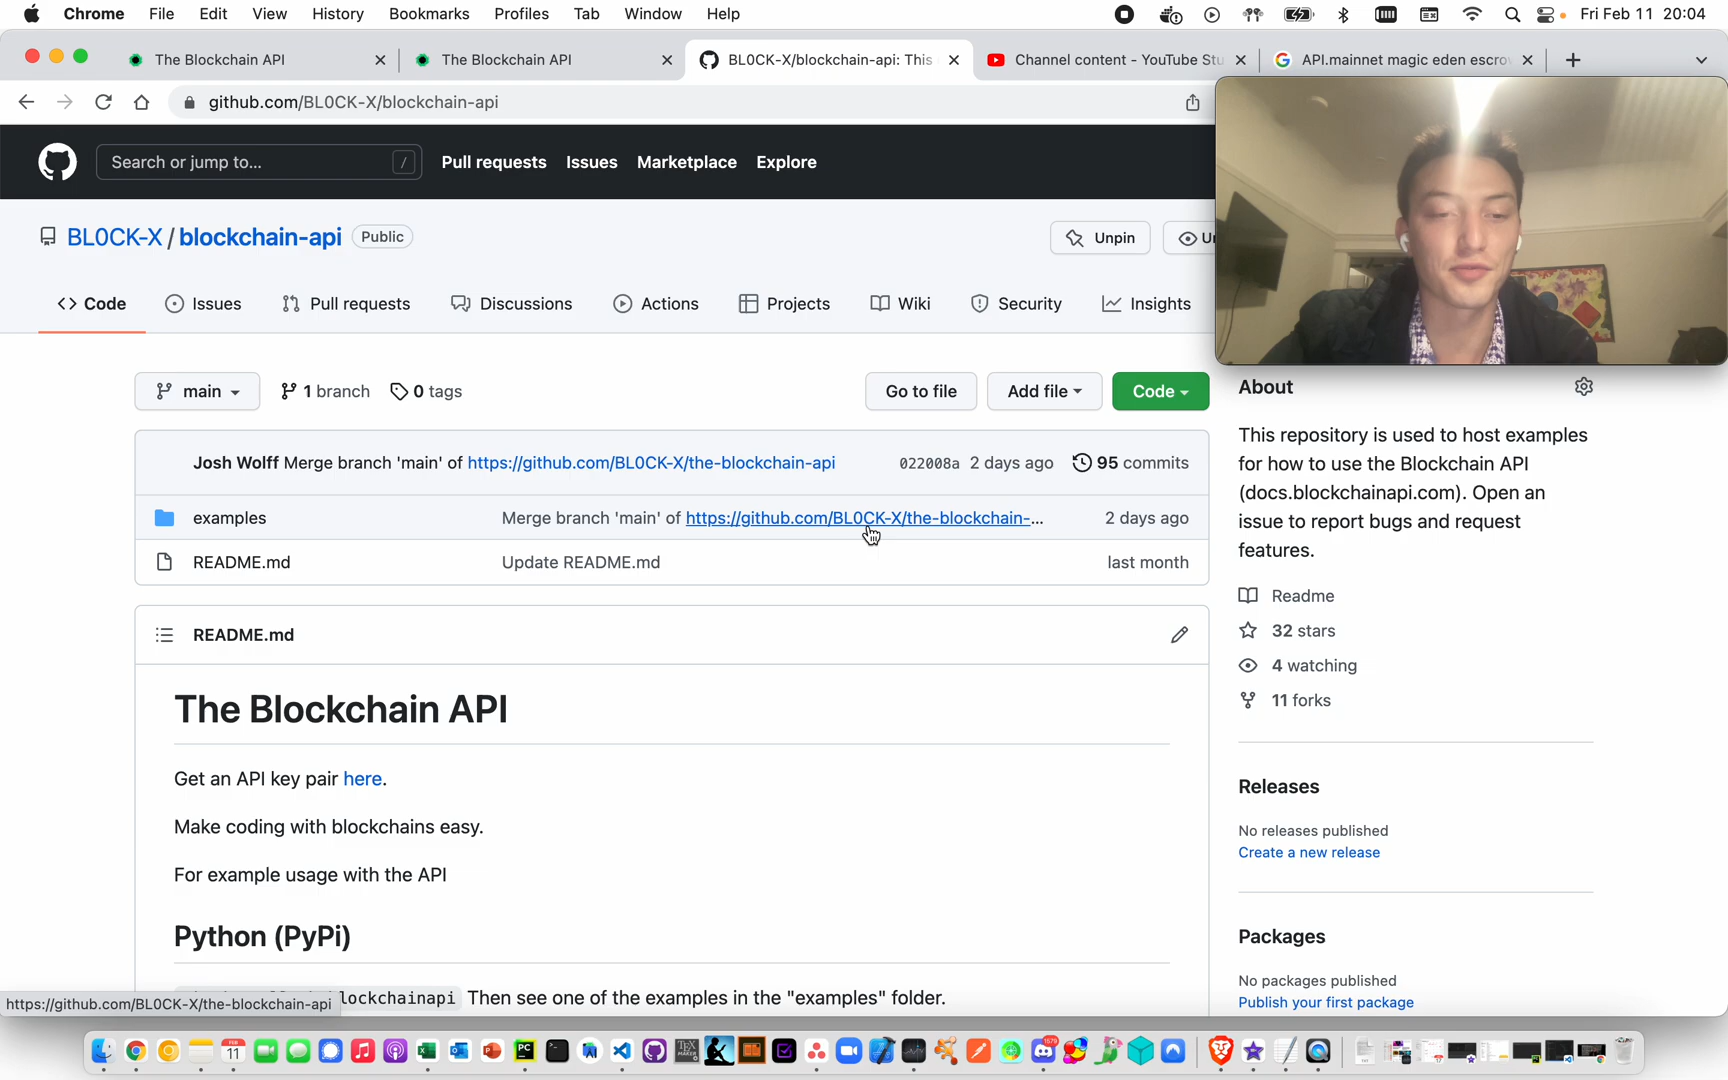 Chrome File Edit View History Bookmarks Profiles Tab Window Help Fri Feb 11 20:04
The Blockchain API
The Blockchain API
BL0CK-X/blockchain-api: This
Channel content - YouTube Stu
API.mainnet magic eden escro
github.com/BL0CK-X/blockchain-api
Search or jump to... / Pull requests Issues Marketplace Explore
BL0CK-X / blockchain-api Public
Unpin
Un
Code Issues Pull requests Discussions Actions Projects Wiki Security Insights
main 1 branch 0 tags Go to file Add file Code
Josh Wolff Merge branch 'main' of https://github.com/BL0CK-X/the-blockchain-api 022008a 2 days ago 95 commits
examples Merge branch 'main' of https://github.com/BL0CK-X/the-blockchain-... 2 days ago
README.md Update README.md last month
README.md
The Blockchain API
Get an API key pair here.
Make coding with blockchains easy.
For example usage with the API
Python (PyPi)
lockchainapi Then see one of the examples in the "examples" folder.
https://github.com/BL0CK-X/the-blockchain-api
About
This repository is used to host examples
for how to use the Blockchain API
(docs.blockchainapi.com). Open an
issue to report bugs and request
features.
Readme
32 stars
4 watching
11 forks
Releases
No releases published
Create a new release
Packages
No packages published
Publish your first package
FEB
11
PC